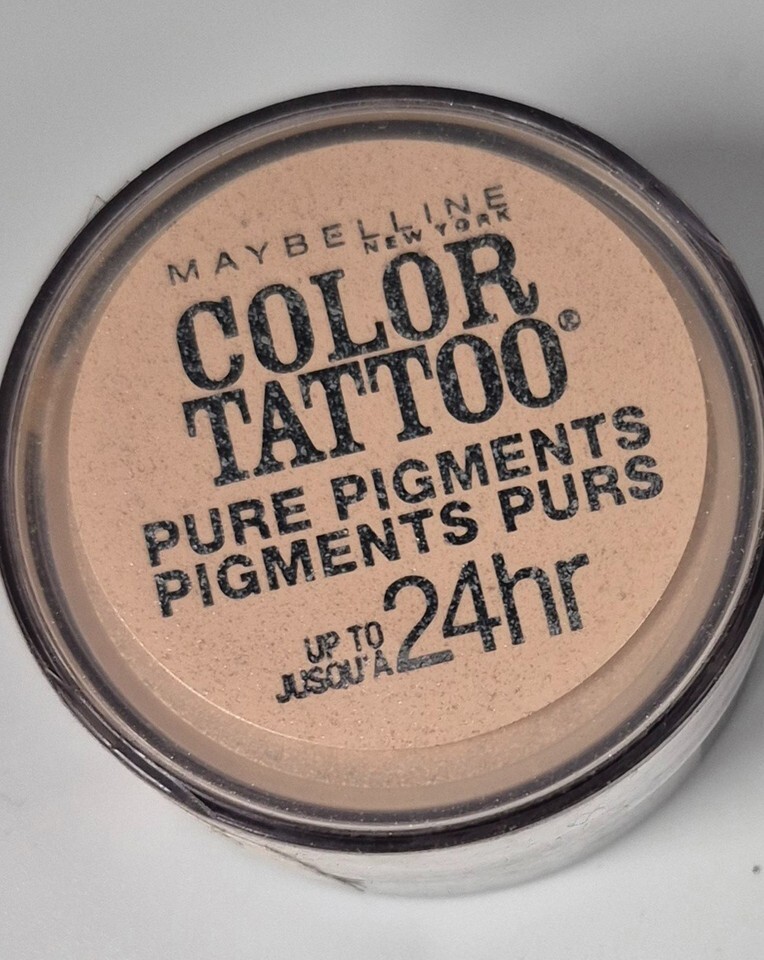 MAYBELLINE
NEW YORK
COLOR
TATTOO®
PURE PIGMENTS
PIGMENTS PURS
UP TO
JUSQU'À
24hr